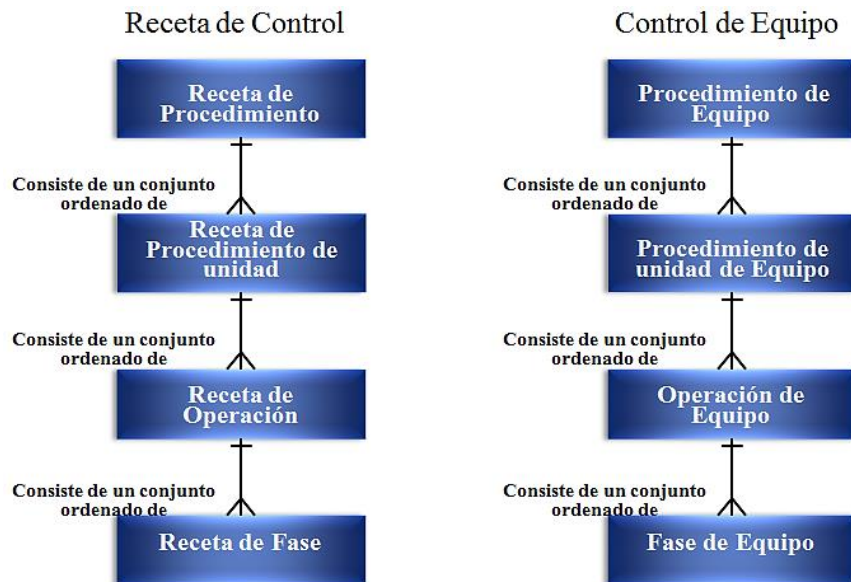 Receta de Control
Receta de
Procedimiento
Consiste de un conjunto
ordenado de
Receta de
Procedimiento de
unidad
Consiste de un conjunto
ordenado de
Receta de
Operación
Consiste de un conjunto
ordenado de
Receta de Fase
Control de Equipo
Procedimiento de
Equipo
Consiste de un conjunto
ordenado de
Procedimiento de
unidad de Equipo
Consiste de un conjunto
ordenado de
Operación de
Equipo
Consiste de un conjunto
ordenado de
Fase de Equipo